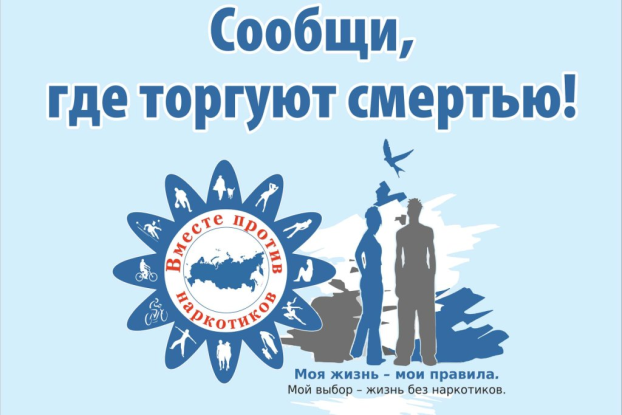 Сообщи,
где торгуют смертью!
Вместе против
наркотиков
Моя жизнь – мои правила.
Мой выбор – жизнь без наркотиков.